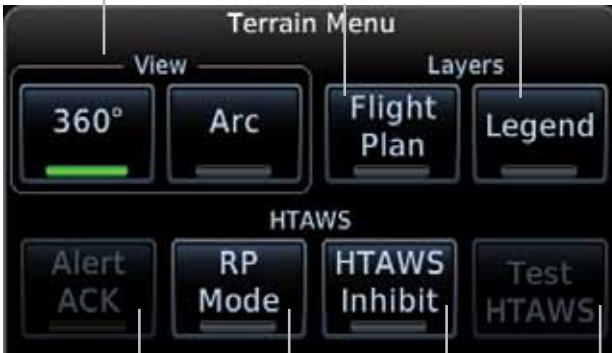 Terrain Menu
View
Layers
360°
Arc
Flight
Plan
Legend
HTAWS
Alert
ACK
RP
Mode
HTAWS
Inhibit
Test
HTAWS